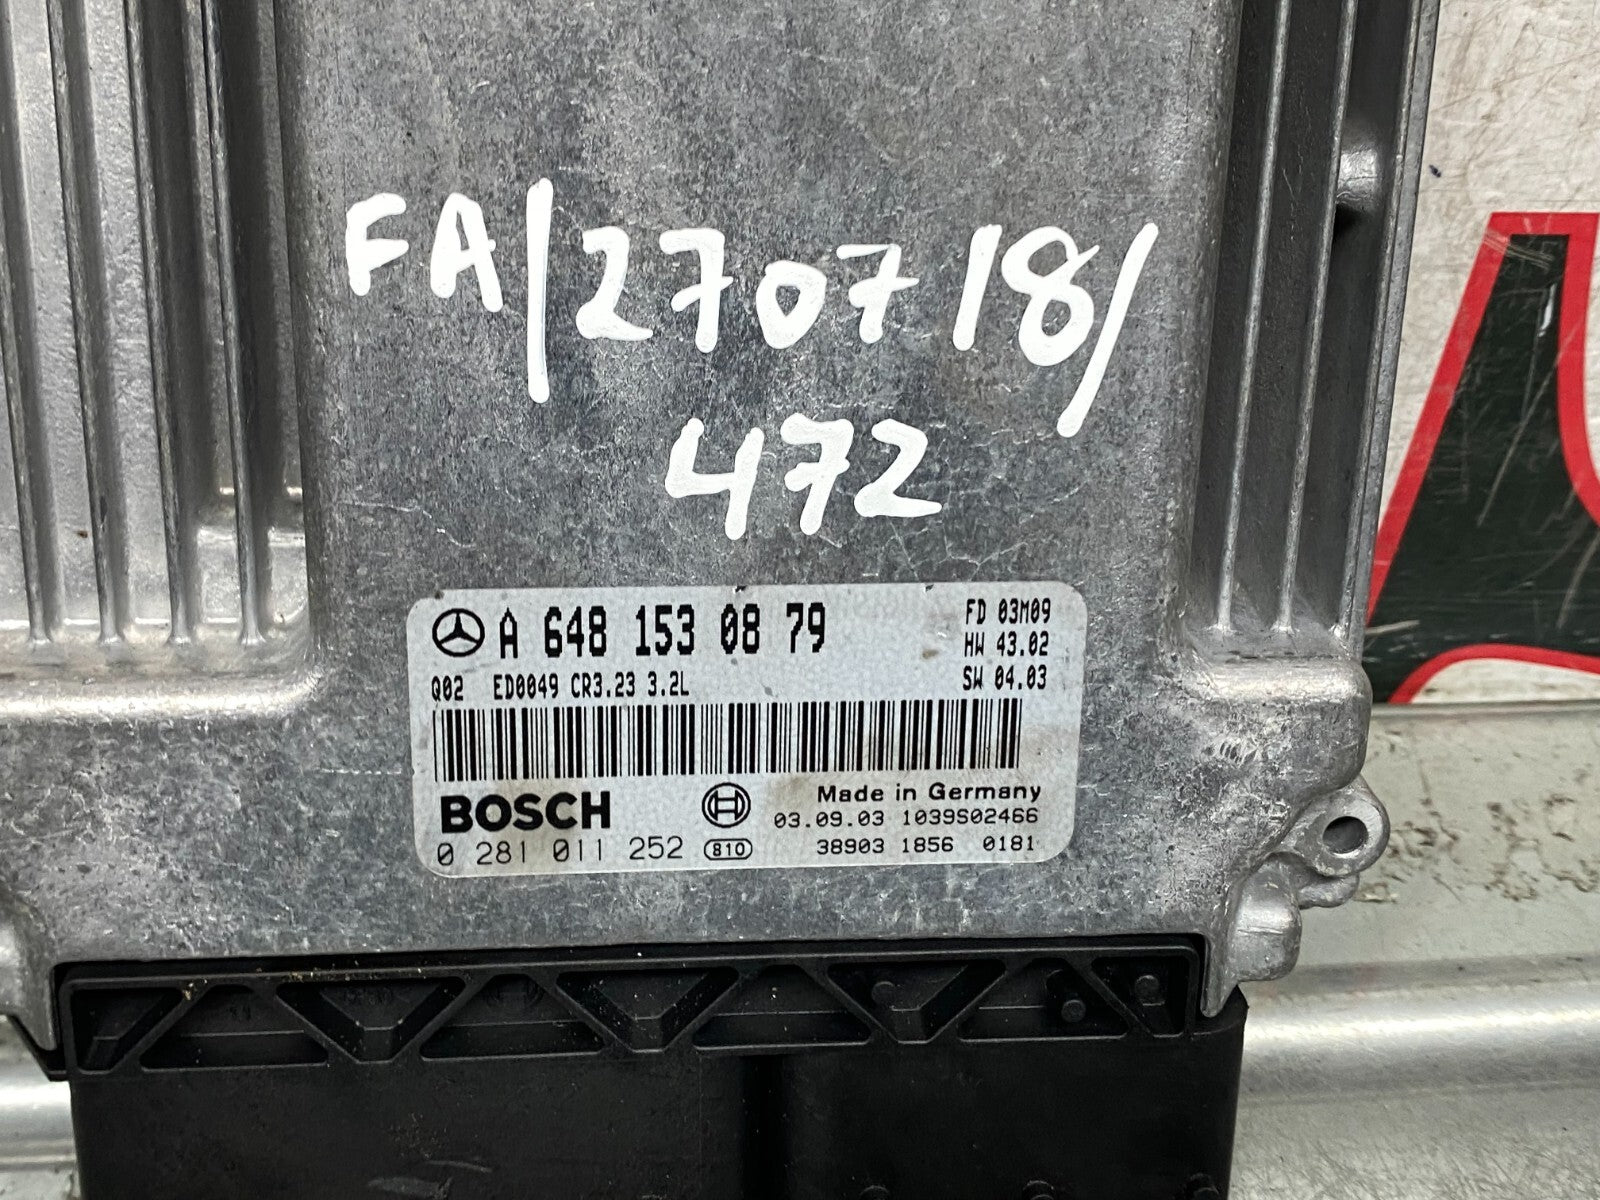 FA/270718/
472
A 648 153 08 79
FD 03M09
HW 43.02
Q02 ED0049 CR3.23 3.2L
SW 04.03
BOSCH
Made in Germany
03.09.03 1039S02466
0 281 011 252 810
38903 1856 0181